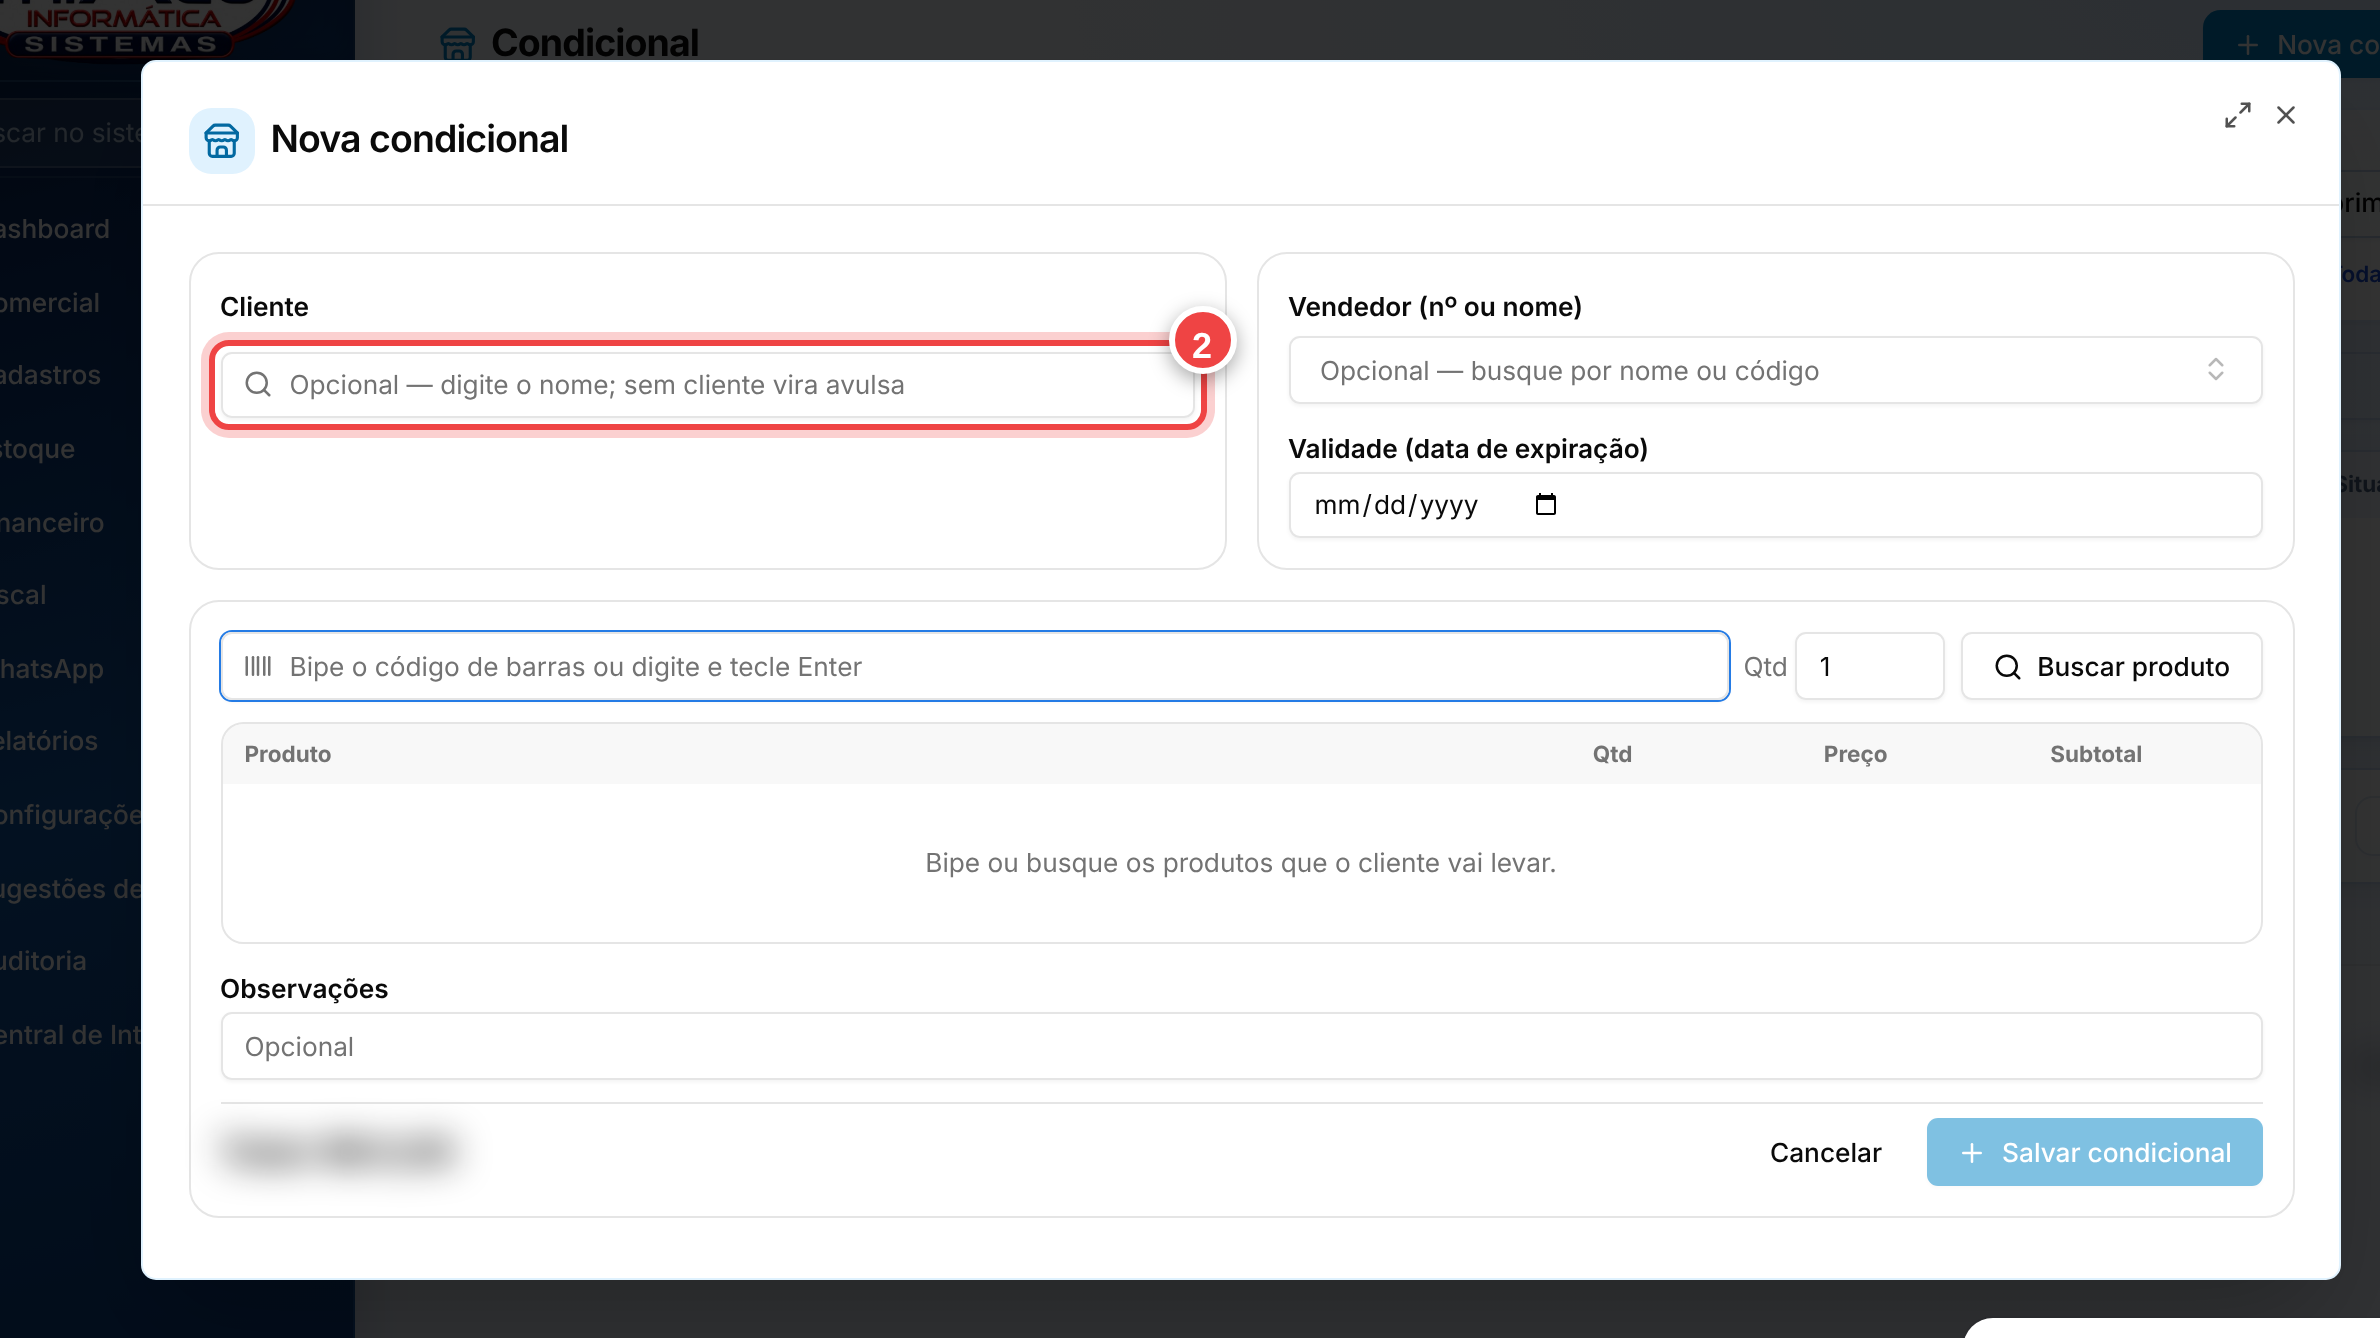 INFORMÁTICA
SISTEMAS
Condicional
+ Nova co
scar no siste
Nova condicional
ashboard
omercial
adastros
stoque
nanceiro
scal
hatsApp
elatórios
onfiguraçõe
ugestões de
uditoria
entral de Int
Cliente
2
Opcional — digite o nome; sem cliente vira avulsa
Vendedor (nº ou nome)
Opcional — busque por nome ou código
Validade (data de expiração)
mm/dd/yyyy
Bipe o código de barras ou digite e tecle Enter
Qtd
1
Buscar produto
Produto Qtd Preço Subtotal
Bipe ou busque os produtos que o cliente vai levar.
Observações
Opcional
Cancelar
+ Salvar condicional
rim
oda
Situa